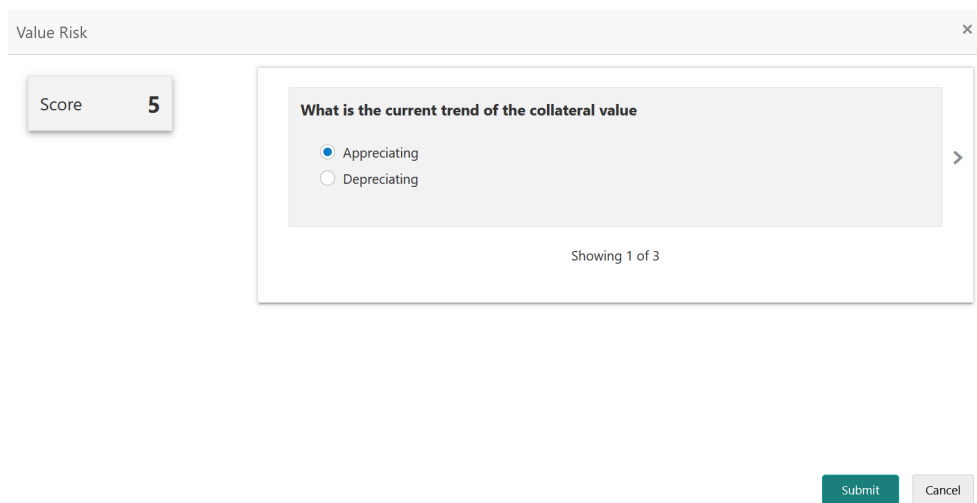 Value Risk
Score 5
What is the current trend of the collateral value
Appreciating
Depreciating
Showing 1 of 3
Submit Cancel